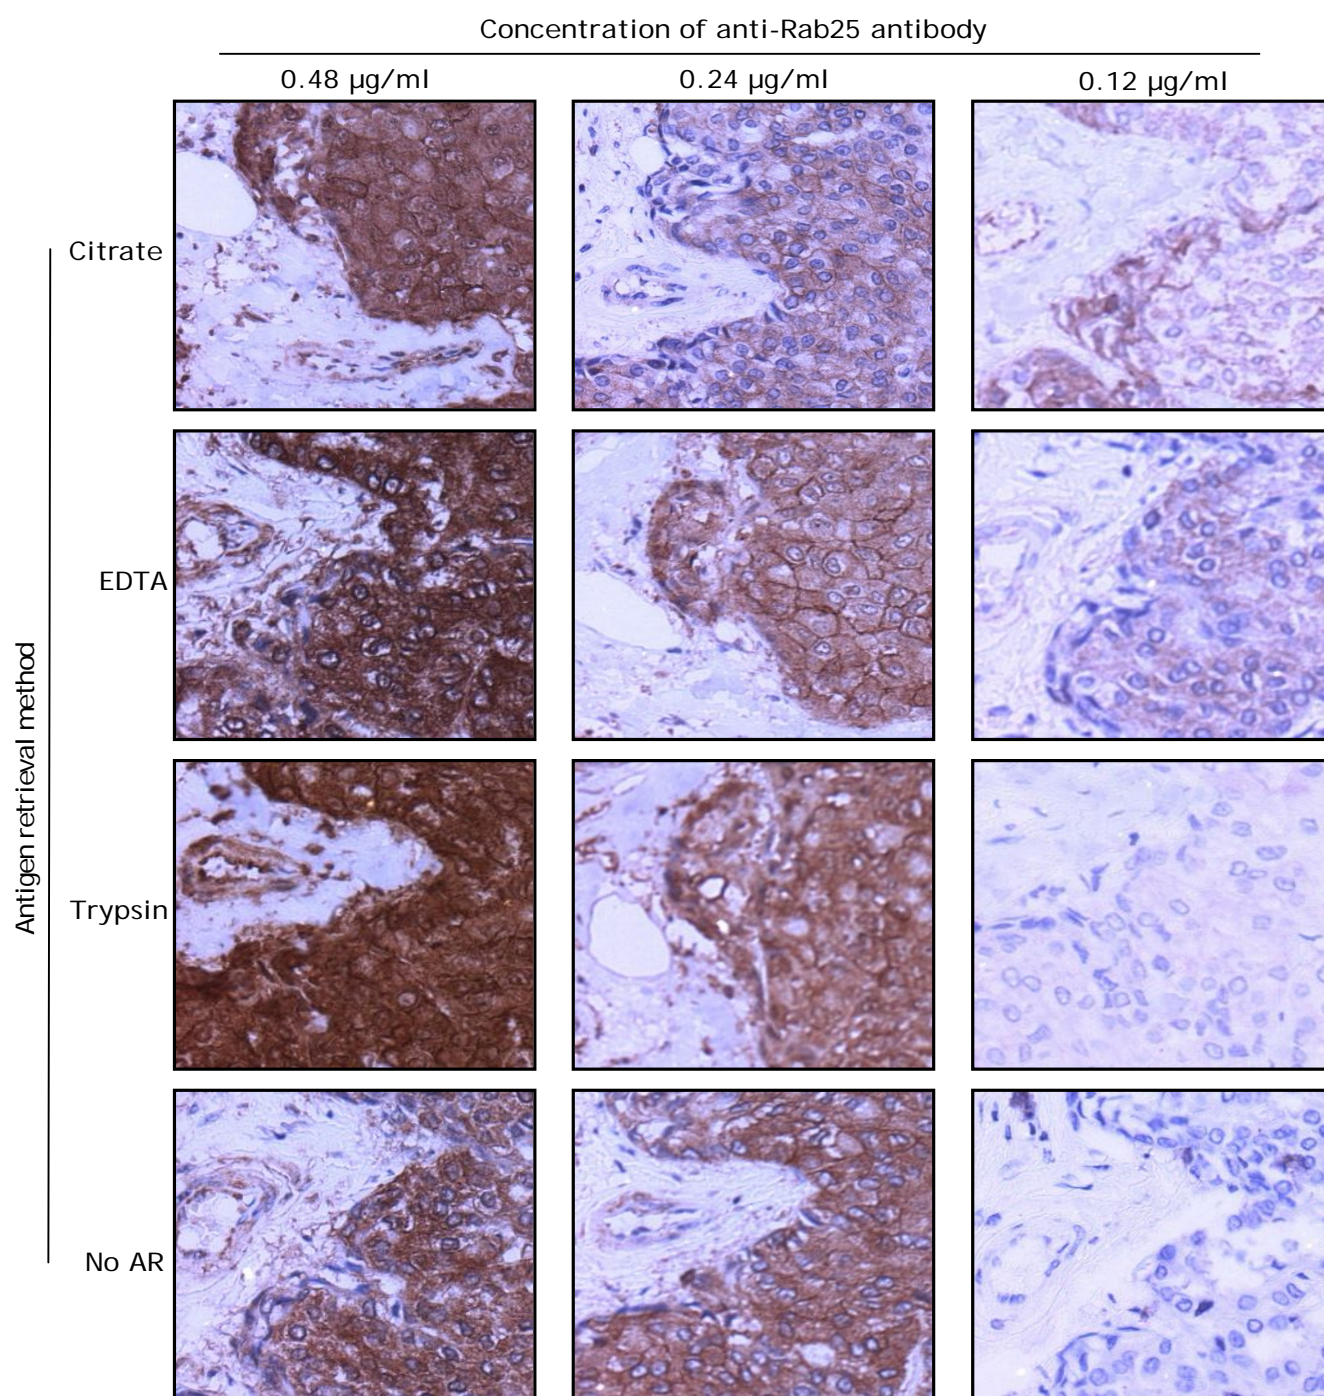 Concentration of anti-Rab25 antibody
0.48 µg/ml
0.24 µg/ml
0.12 µg/ml
Antigen retrieval method
Citrate
EDTA
Trypsin
No AR